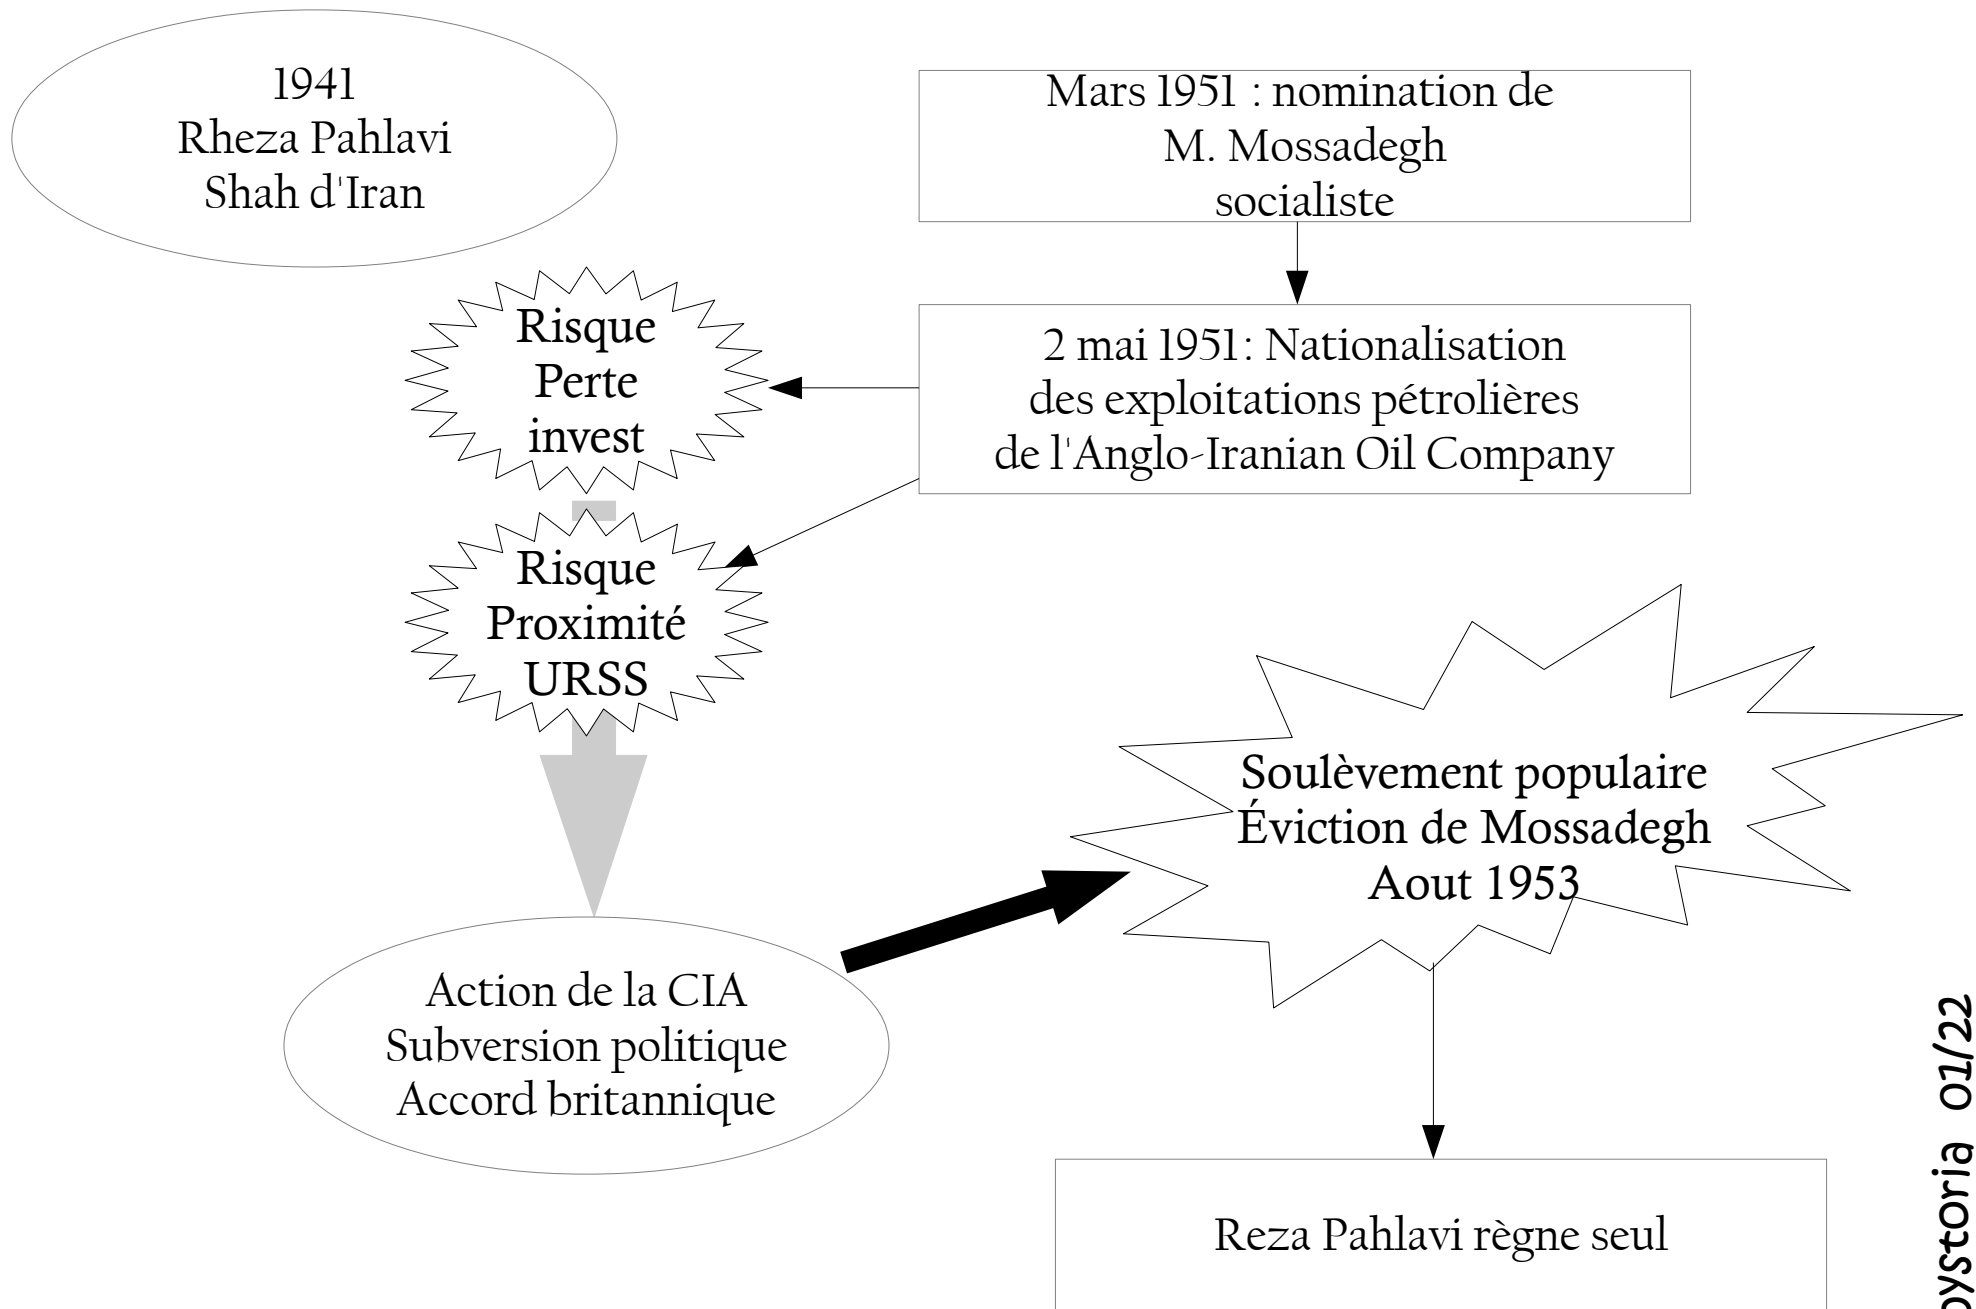 1941
Rheza Pahlavi
Shah d'Iran
Mars 1951 : nomination de
M. Mossadegh
socialiste
Risque
Perte
invest
2 mai 1951: Nationalisation
des exploitations pétrolières
de l'Anglo-Iranian Oil Company
Risque
Proximité
URSS
Soulèvement populaire
Éviction de Mossadegh
Aout 1953
Action de la CIA
Subversion politique
Accord britannique
Reza Pahlavi règne seul
01/22